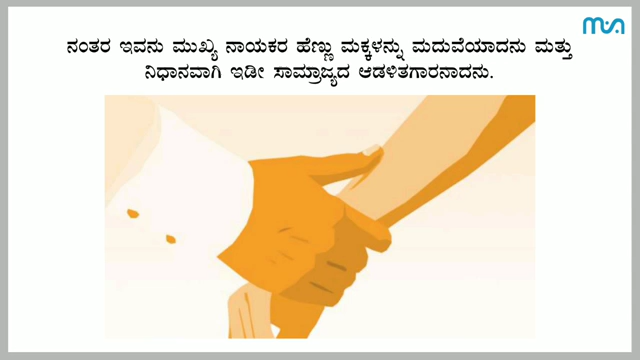 ನಂತರ ಇವನು ಮುಖ್ಯ ನಾಯಕರ ಹೆಣ್ಣು ಮಕ್ಕಳನ್ನು ಮದುವೆಯಾದನು ಮತ್ತು
ನಿಧಾನವಾಗಿ ಇಡೀ ಸಾಮ್ರಾಜ್ಯದ ಆಡಳಿತಗಾರನಾದನು.